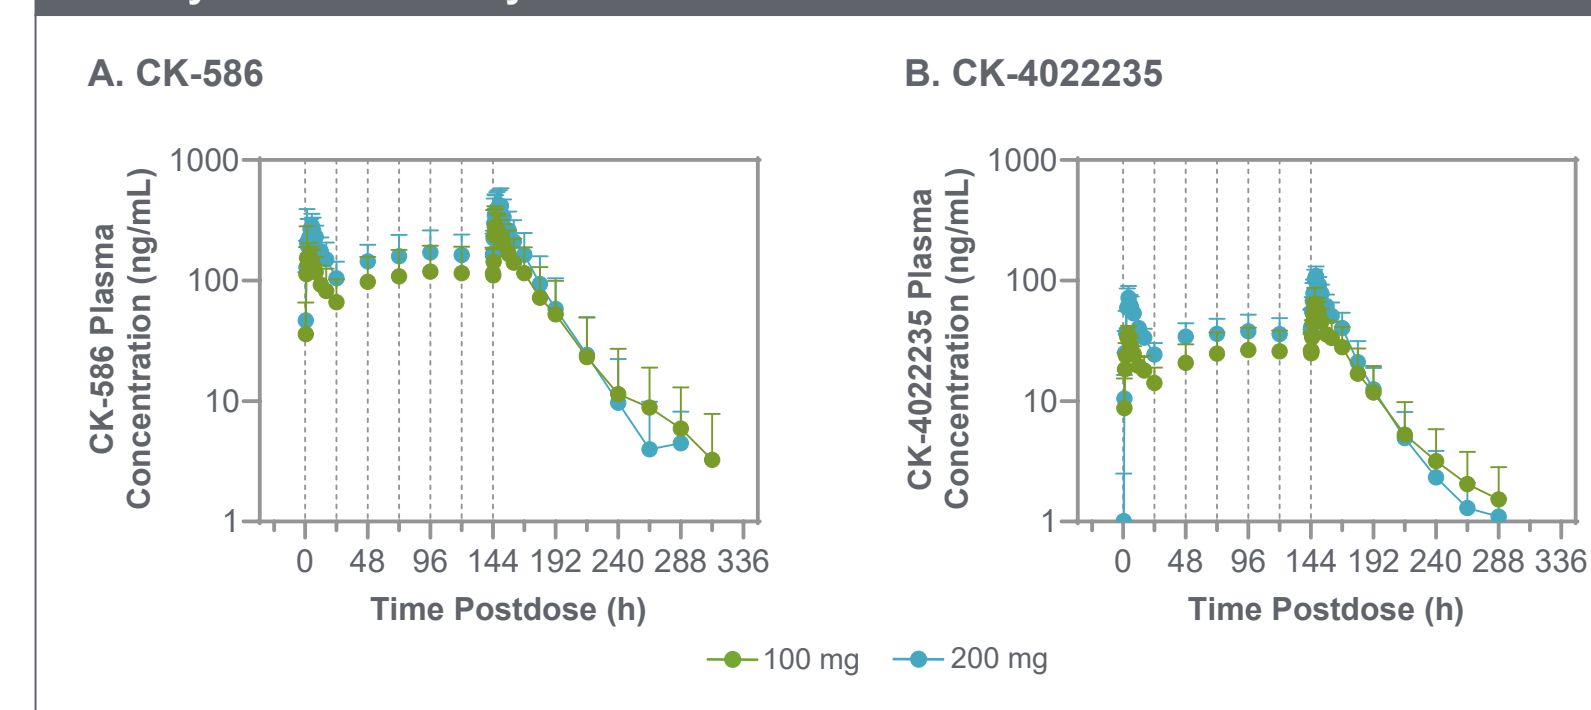 A. CK-586
B. CK-4022235
CK-586 Plasma
Concentration (ng/mL)
1000
100
10
1
0 48 96 144 192 240 288 336
Time Postdose (h)
CK-4022235 Plasma
Concentration (ng/mL)
1000
100
10
1
0 48 96 144 192 240 288 336
Time Postdose (h)
100 mg 200 mg